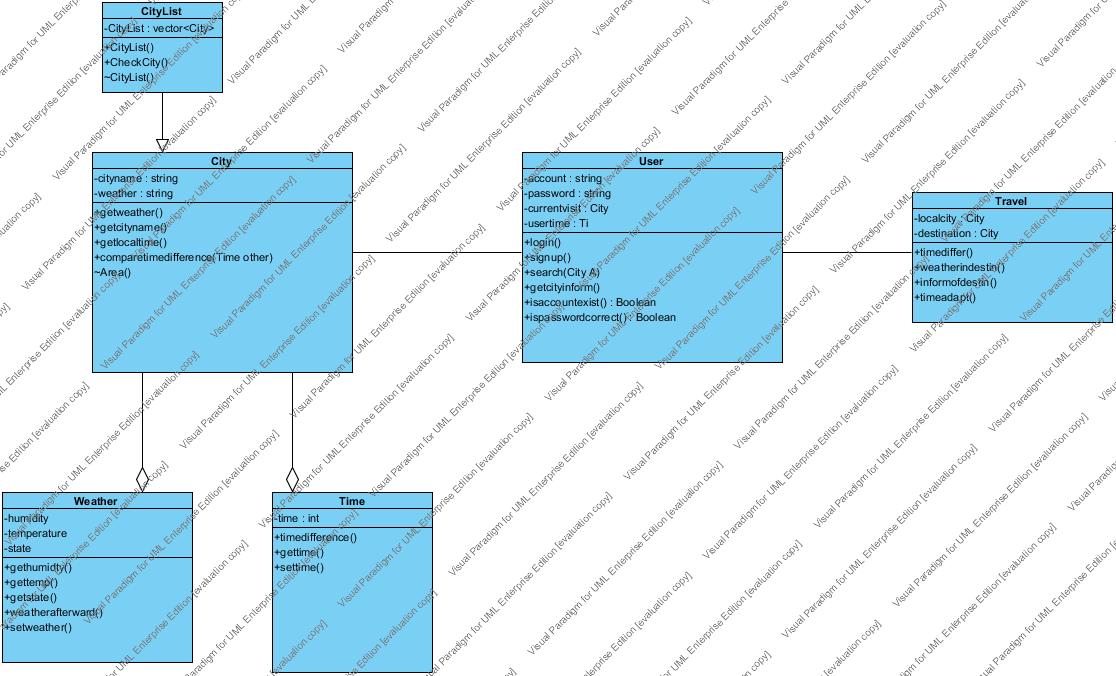 CityList
-CityList : vector<City>
+CityList()
+CheckCity()
~CityList()
City
-cityname : string
-weather : string
+getweather()
+getcityname()
+getlocaltime()
+comparetimedifference(Time other)
~Area()
User
-account : string
-password : string
-currentvisit : City
-usertime : Ti
+login()
+signup()
+search(City A)
+getcityinform()
+isaccountexist() : Boolean
+ispasswordcorrect() : Boolean
Travel
-localcity : City
-destination : City
+timediffer()
+weatherindestin()
+informofdestin()
+timeadapt()
Weather
-humidity
-temperature
-state
+gethumidty()
+gettemp()
+getstate()
+weatherafterward()
+setweather()
Time
-time : int
+timedifference()
+gettime()
+settime()
Visual Paradigm for UML Enterprise Edition [evaluation copy]